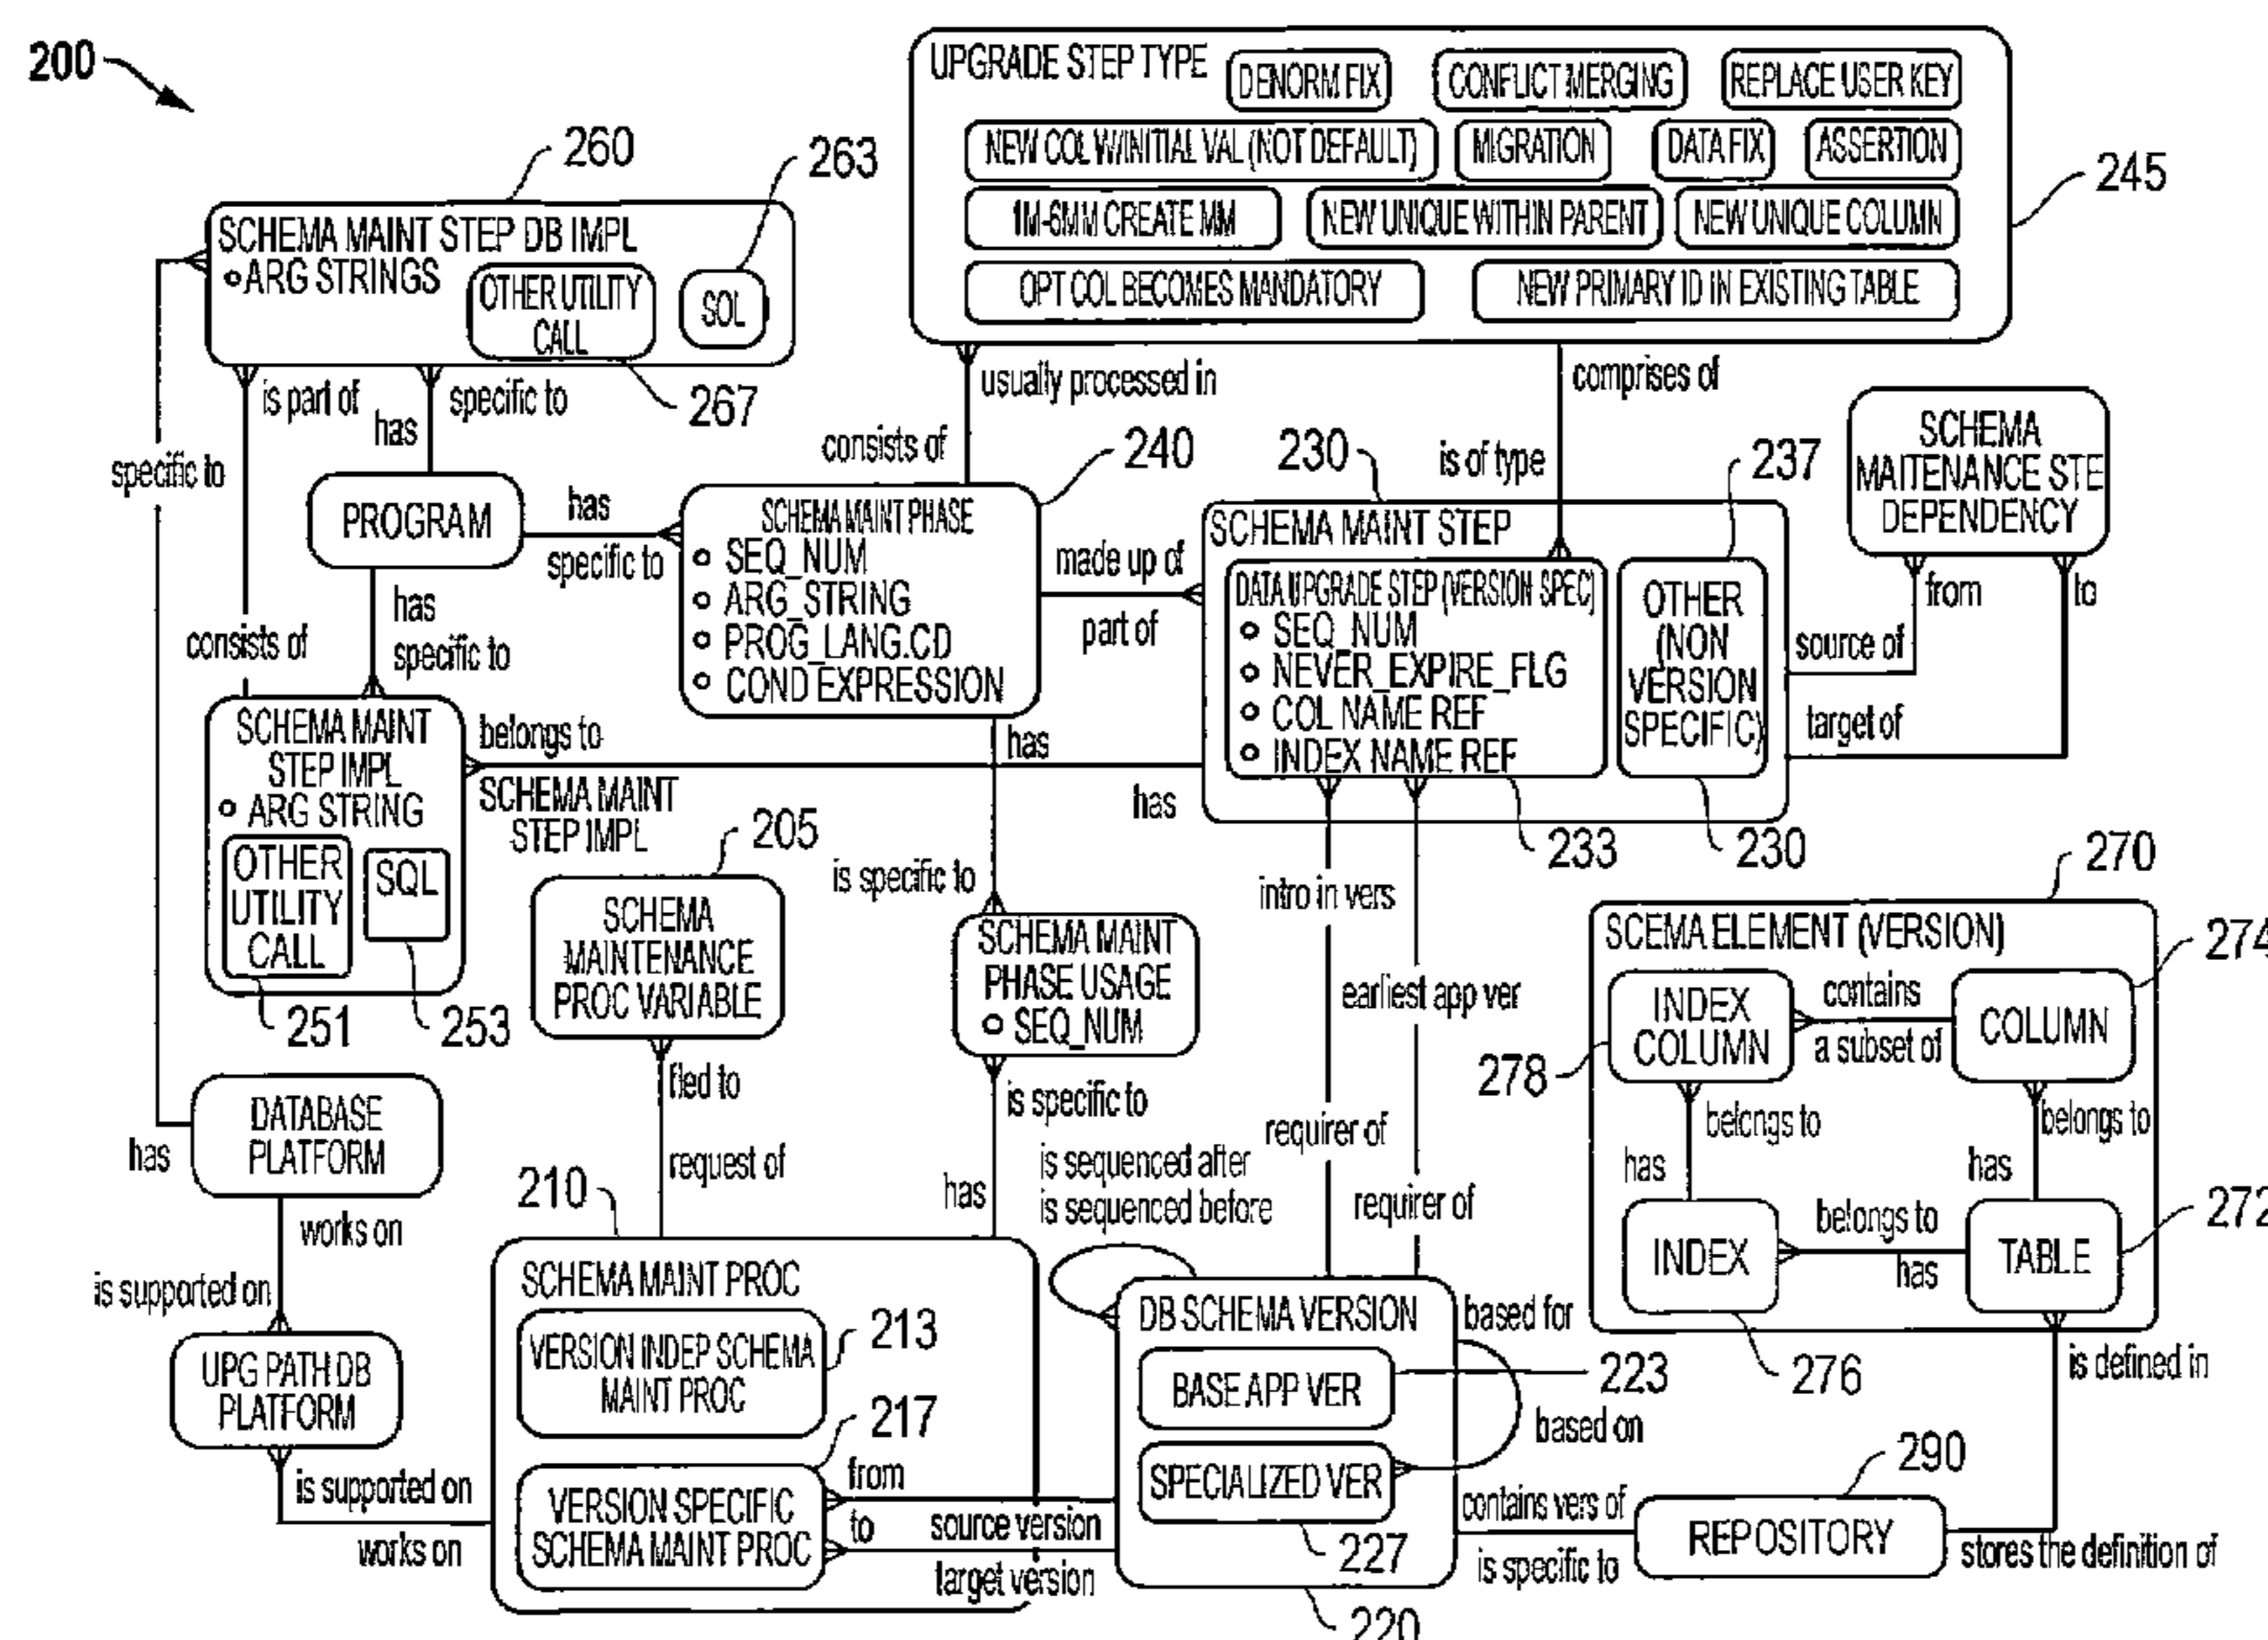 200
UPGRADE STEP TYPE
DENORM FIX
CONFLICT MERGING
REPLACE USER KEY
NEW COL W/INITIAL VAL (NOT DEFAULT)
MIGRATION
DATA FIX
ASSERTION
1M-6MM CREATE MM
NEW UNIQUE WITHIN PARENT
NEW UNIQUE COLUMN
OPT COL BECOMES MANDATORY
NEW PRIMARY ID IN EXISTING TABLE
245
260
263
SCHEMA MAINT STEP DB IMPL
ARG STRINGS
OTHER UTILITY
CALL
SOL
267
is part of
specific to
has
specific to
consists of
usually processed in
consists of
comprises of
is of type
PROGRAM
has
specific to
has
specific to
240
SCHEMA MAINT PHASE
SEQ_NUM
ARG_STRING
PROG_LANG.CD
COND EXPRESSION
made up of
part of
230
237
SCHEMA MAINT STEP
DATA UPGRADE STEP (VERSION SPEC)
SEQ_NUM
NEVER_EXPIRE_FLG
COL NAME REF
INDEX NAME REF
OTHER
(NON
VERSION
SPECIFIC)
233
230
SCHEMA
MAITENANCE STE
DEPENDENCY
from
to
source of
target of
SCHEMA MAINT
STEP IMPL
ARG STRING
OTHER
UTILITY
CALL
SQL
251
253
belongs to
SCHEMA MAINT
STEP IMPL
has
has
205
SCHEMA
MAINTENANCE
PROC VARIABLE
fled to
request of
is specific to
SCHEMA MAINT
PHASE USAGE
SEQ_NUM
is specific to
has
intro in vers
earliest app ver
requirer of
requirer of
is sequenced after
is sequenced before
270
SCEMA ELEMENT (VERSION)
274
INDEX
COLUMN
contains
a subset of
COLUMN
278
belongs to
has
belongs to
has
272
INDEX
belongs to
has
TABLE
276
is defined in
DATABASE
PLATFORM
has
works on
is supported on
UPG PATH DB
PLATFORM
is supported on
works on
210
SCHEMA MAINT PROC
VERSION INDEP SCHEMA
MAINT PROC
213
217
VERSION SPECIFIC
SCHEMA MAINT PROC
from
source version
to
target version
DB SCHEMA VERSION
BASE APP VER
SPECIALIZED VER
223
227
220
based for
based on
contains vers of
is specific to
290
REPOSITORY
stores the definition of